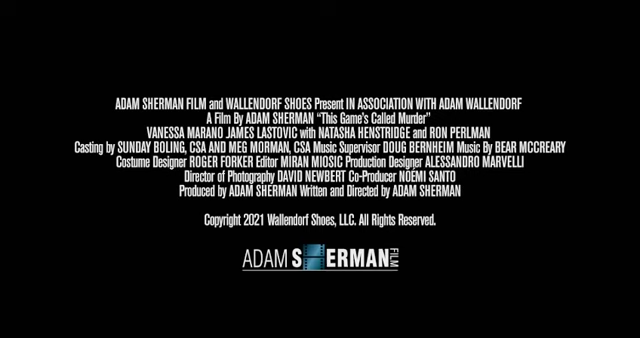 ADAM SHERMAN FILM and WALLENDORF SHOES Present IN ASSOCIATION WITH ADAM WALLENDORF
A Film By ADAM SHERMAN "This Game's Called Murder"
VANESSA MARANO JAMES LASTOVIC with NATASHA HENSTRIDGE and RON PERLMAN
Casting by SUNDAY BOLING, CSA AND MEG MORMAN, CSA Music Supervisor DOUG BERNHEIM Music By BEAR MCCREARY
Costume Designer ROGER FORKER Editor MIRAN MIOSIC Production Designer ALESSANDRO MARVELLI
Director of Photography DAVID NEWBERT Co-Producer NOEMI SANTO
Produced by ADAM SHERMAN Written and Directed by ADAM SHERMAN
Copyright 2021 Wallendorf Shoes, LLC. All Rights Reserved.
ADAM SHERMAN FILM